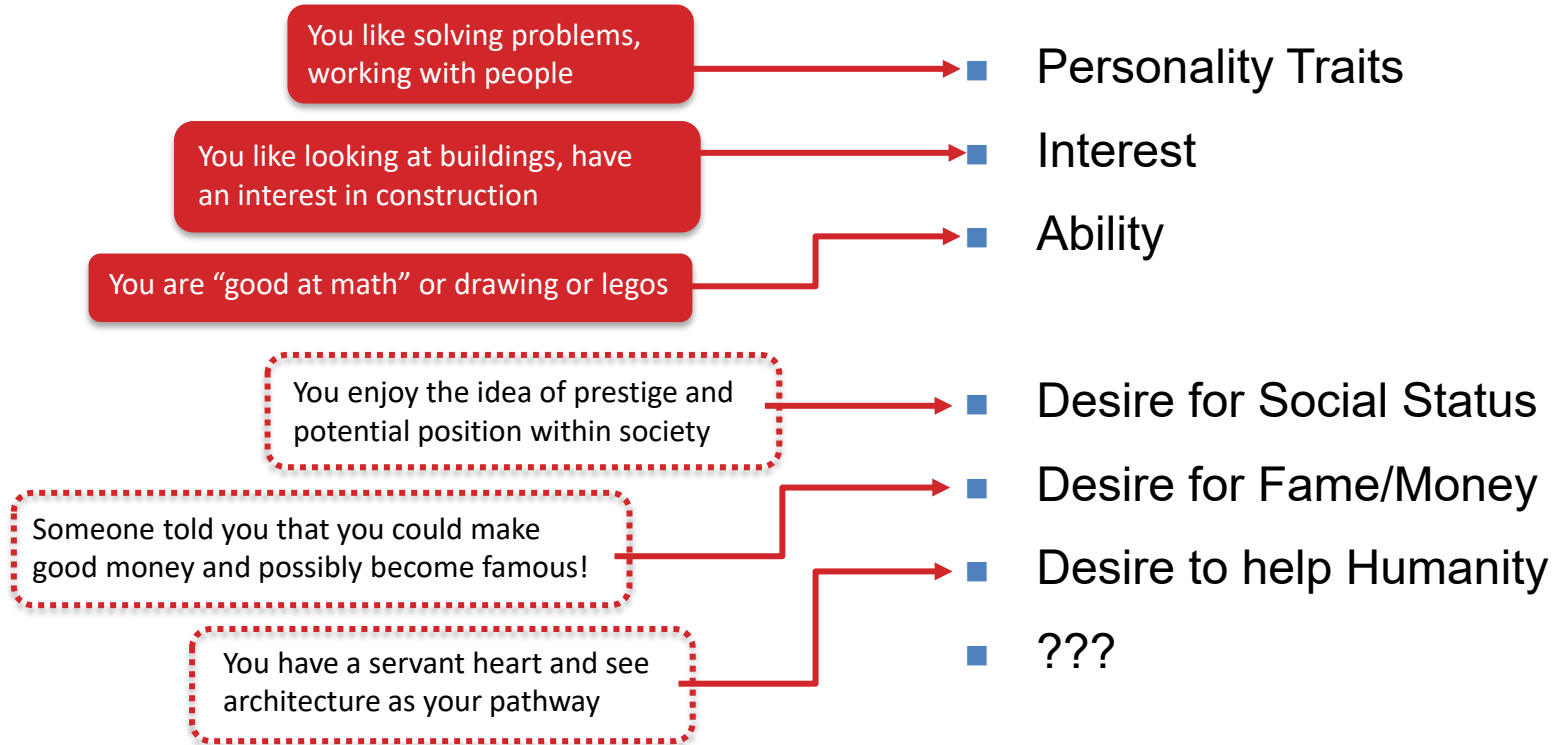 You like solving problems,
working with people
Personality Traits
You like looking at buildings, have
an interest in construction
Interest
You are “good at math” or drawing or legos
Ability
You enjoy the idea of prestige and
potential position within society
Desire for Social Status
Someone told you that you could make
good money and possibly become famous!
Desire for Fame/Money
You have a servant heart and see
architecture as your pathway
Desire to help Humanity
???